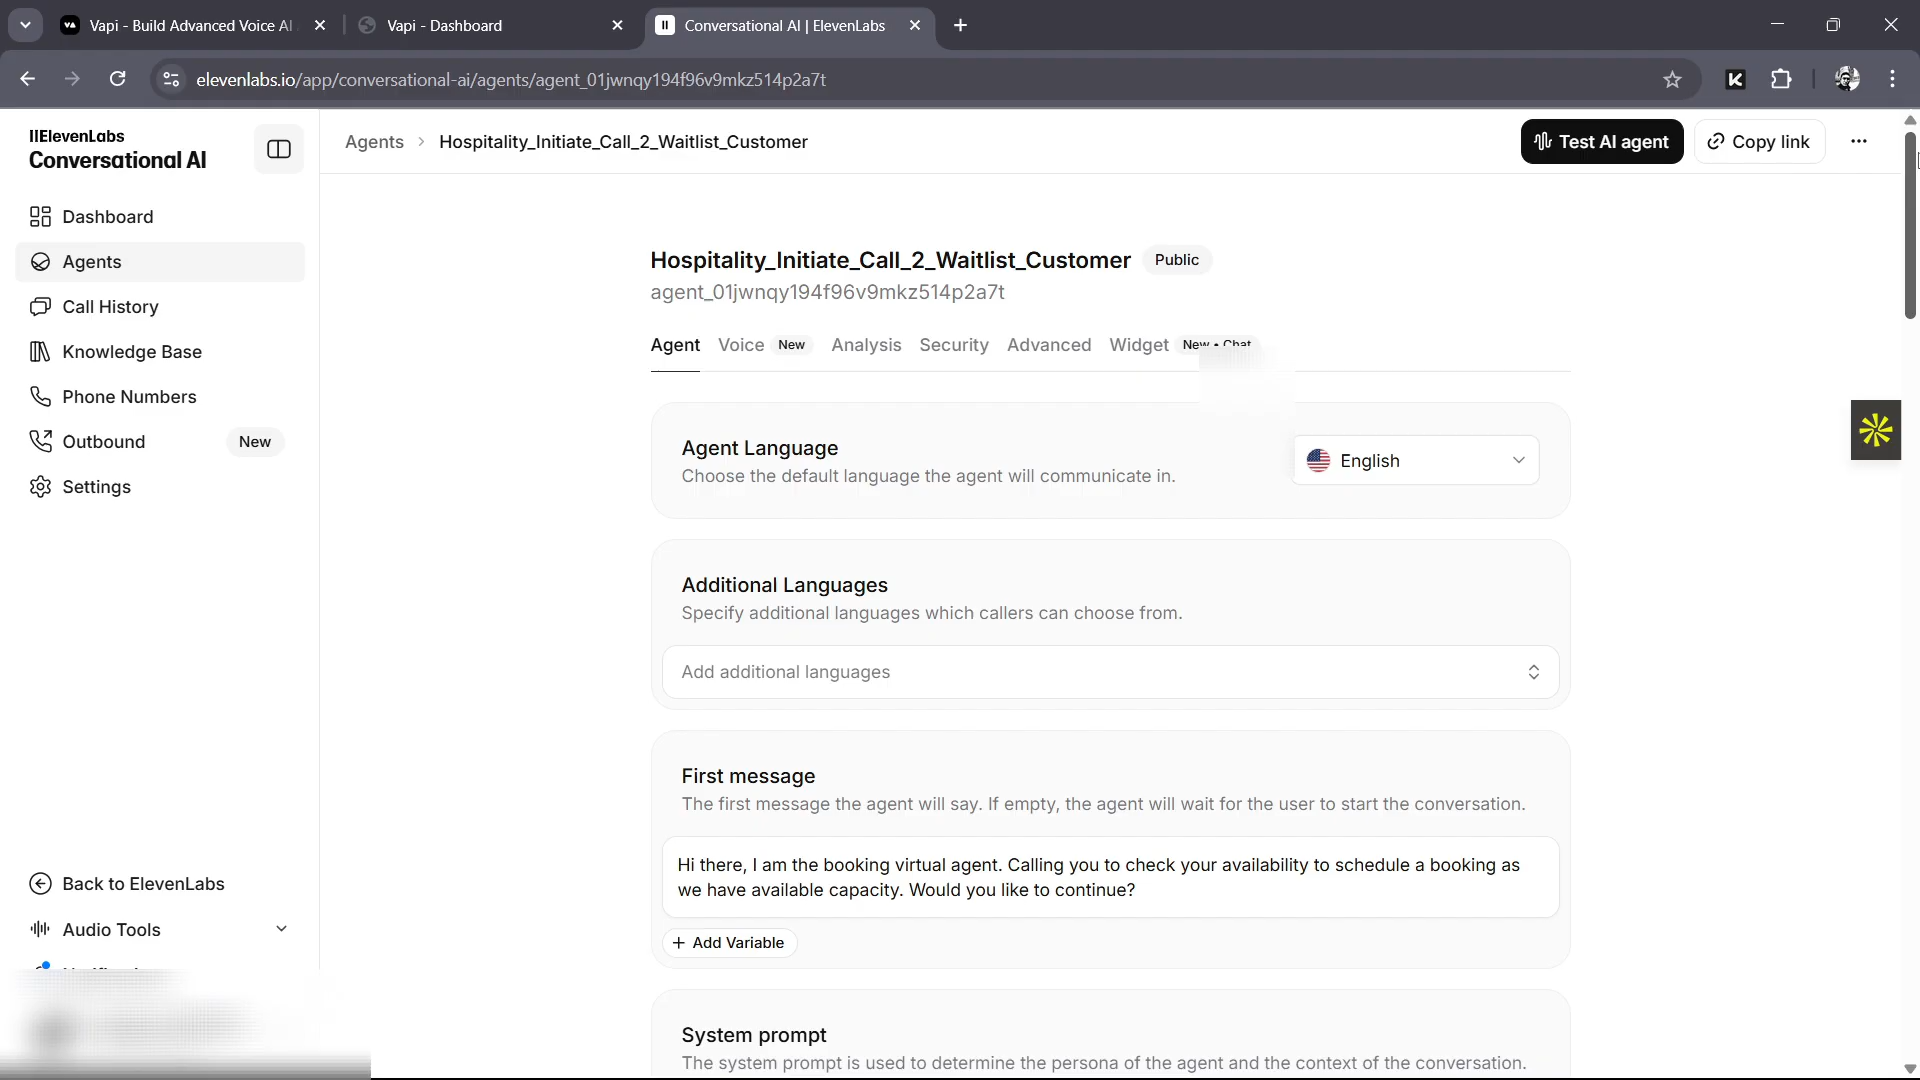 Vapi - Build Advanced Voice AI
Vapi - Dashboard
Conversational AI | ElevenLabs
elevenlabs.io/app/conversational-ai/agents/agent_01jwnqy194f96v9mkz514p2a7t
IIElevenLabs
Conversational AI
Agents
Hospitality_Initiate_Call_2_Waitlist_Customer
Test AI agent
Copy link
Dashboard
Agents
Call History
Knowledge Base
Phone Numbers
Outbound New
Settings
Back to ElevenLabs
Audio Tools
Hospitality_Initiate_Call_2_Waitlist_Customer Public
agent_01jwnqy194f96v9mkz514p2a7t
Agent Voice New Analysis Security Advanced Widget New • Chat
Agent Language
Choose the default language the agent will communicate in.
English
Additional Languages
Specify additional languages which callers can choose from.
Add additional languages
First message
The first message the agent will say. If empty, the agent will wait for the user to start the conversation.
Hi there, I am the booking virtual agent. Calling you to check your availability to schedule a booking as
we have available capacity. Would you like to continue?
+ Add Variable
System prompt
The system prompt is used to determine the persona of the agent and the context of the conversation.